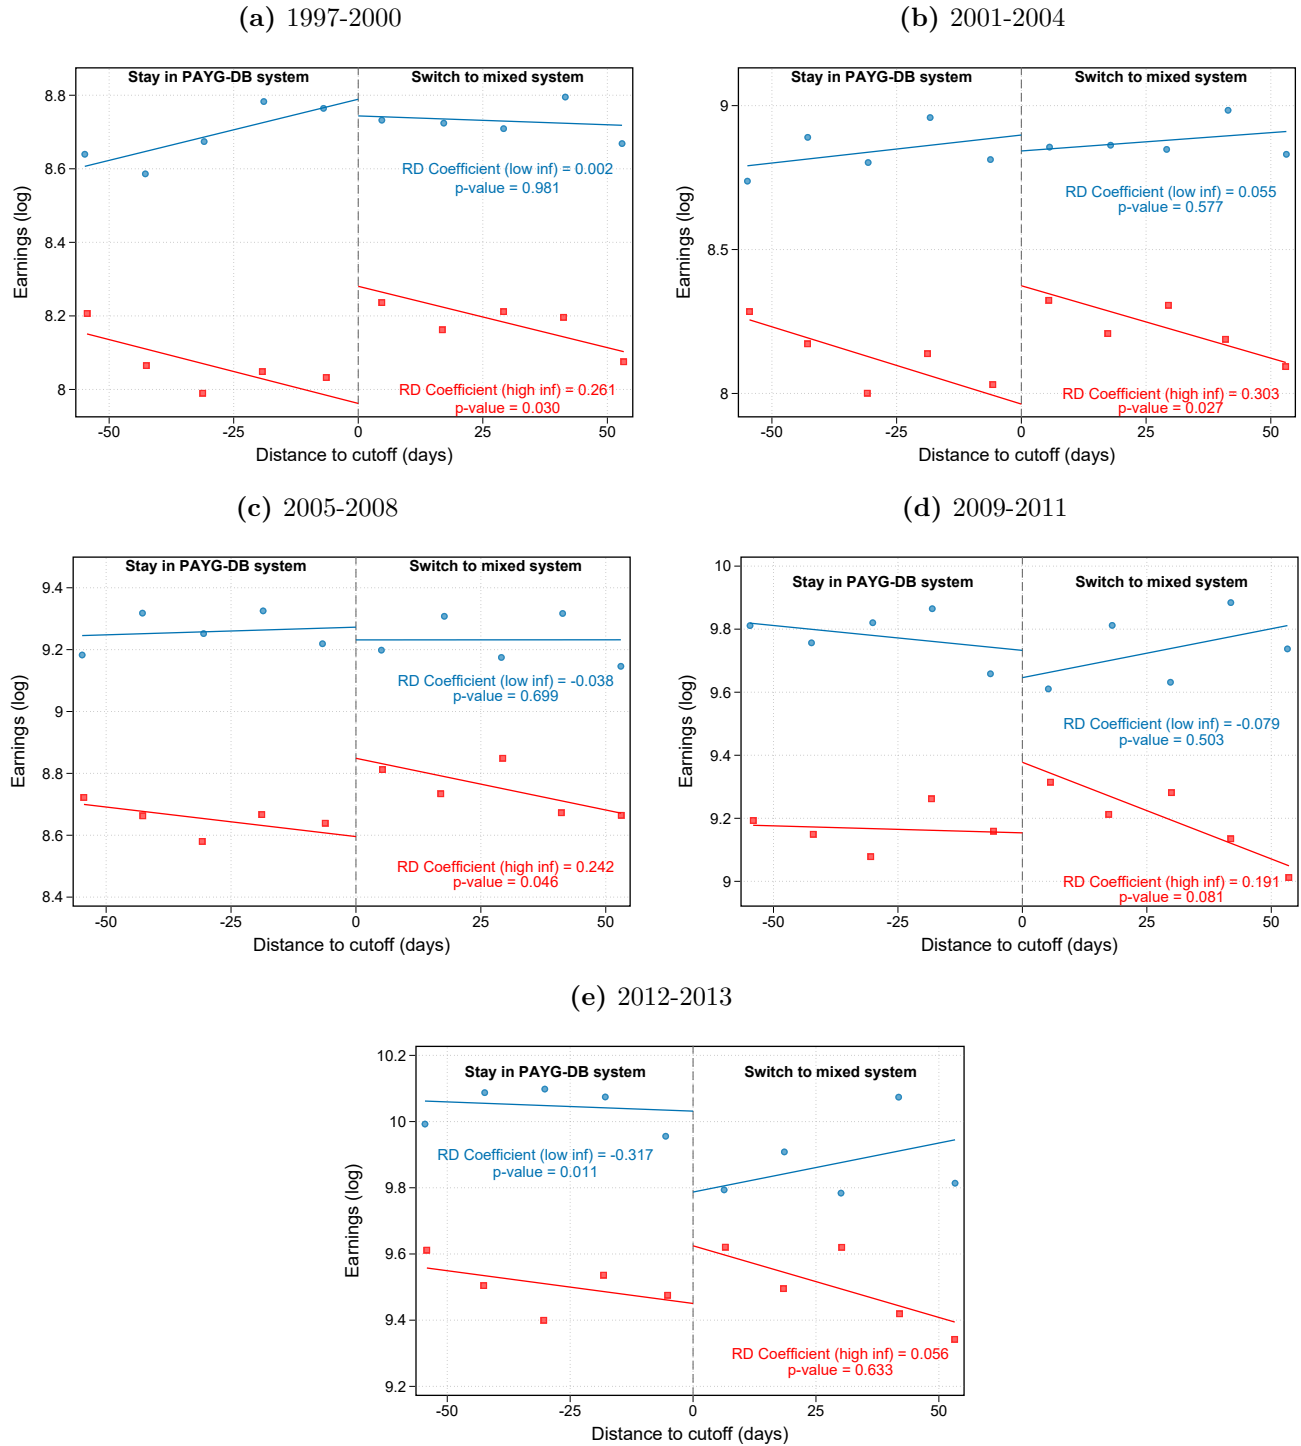 (a) 1997-2000
Stay in PAYG-DB system
Switch to mixed system
8.8
8.6
8.4
8.2
8
Earnings (log)
RD Coefficient (low inf) = 0.002
p-value = 0.981
RD Coefficient (high inf) = 0.261
p-value = 0.030
-50 -25 0 25 50
Distance to cutoff (days)
(b) 2001-2004
Stay in PAYG-DB system
Switch to mixed system
9
8.5
8
Earnings (log)
RD Coefficient (low inf) = 0.055
p-value = 0.577
RD Coefficient (high inf) = 0.303
p-value = 0.027
-50 -25 0 25 50
Distance to cutoff (days)
(c) 2005-2008
Stay in PAYG-DB system
Switch to mixed system
9.4
9.2
9
8.8
8.6
8.4
Earnings (log)
RD Coefficient (low inf) = -0.038
p-value = 0.699
RD Coefficient (high inf) = 0.242
p-value = 0.046
-50 -25 0 25 50
Distance to cutoff (days)
(d) 2009-2011
Stay in PAYG-DB system
Switch to mixed system
10
9.8
9.6
9.4
9.2
9
Earnings (log)
RD Coefficient (low inf) = -0.079
p-value = 0.503
RD Coefficient (high inf) = 0.191
p-value = 0.081
-50 -25 0 25 50
Distance to cutoff (days)
(e) 2012-2013
Stay in PAYG-DB system
Switch to mixed system
10.2
10
9.8
9.6
9.4
9.2
Earnings (log)
RD Coefficient (low inf) = -0.317
p-value = 0.011
RD Coefficient (high inf) = 0.056
p-value = 0.633
-50 -25 0 25 50
Distance to cutoff (days)